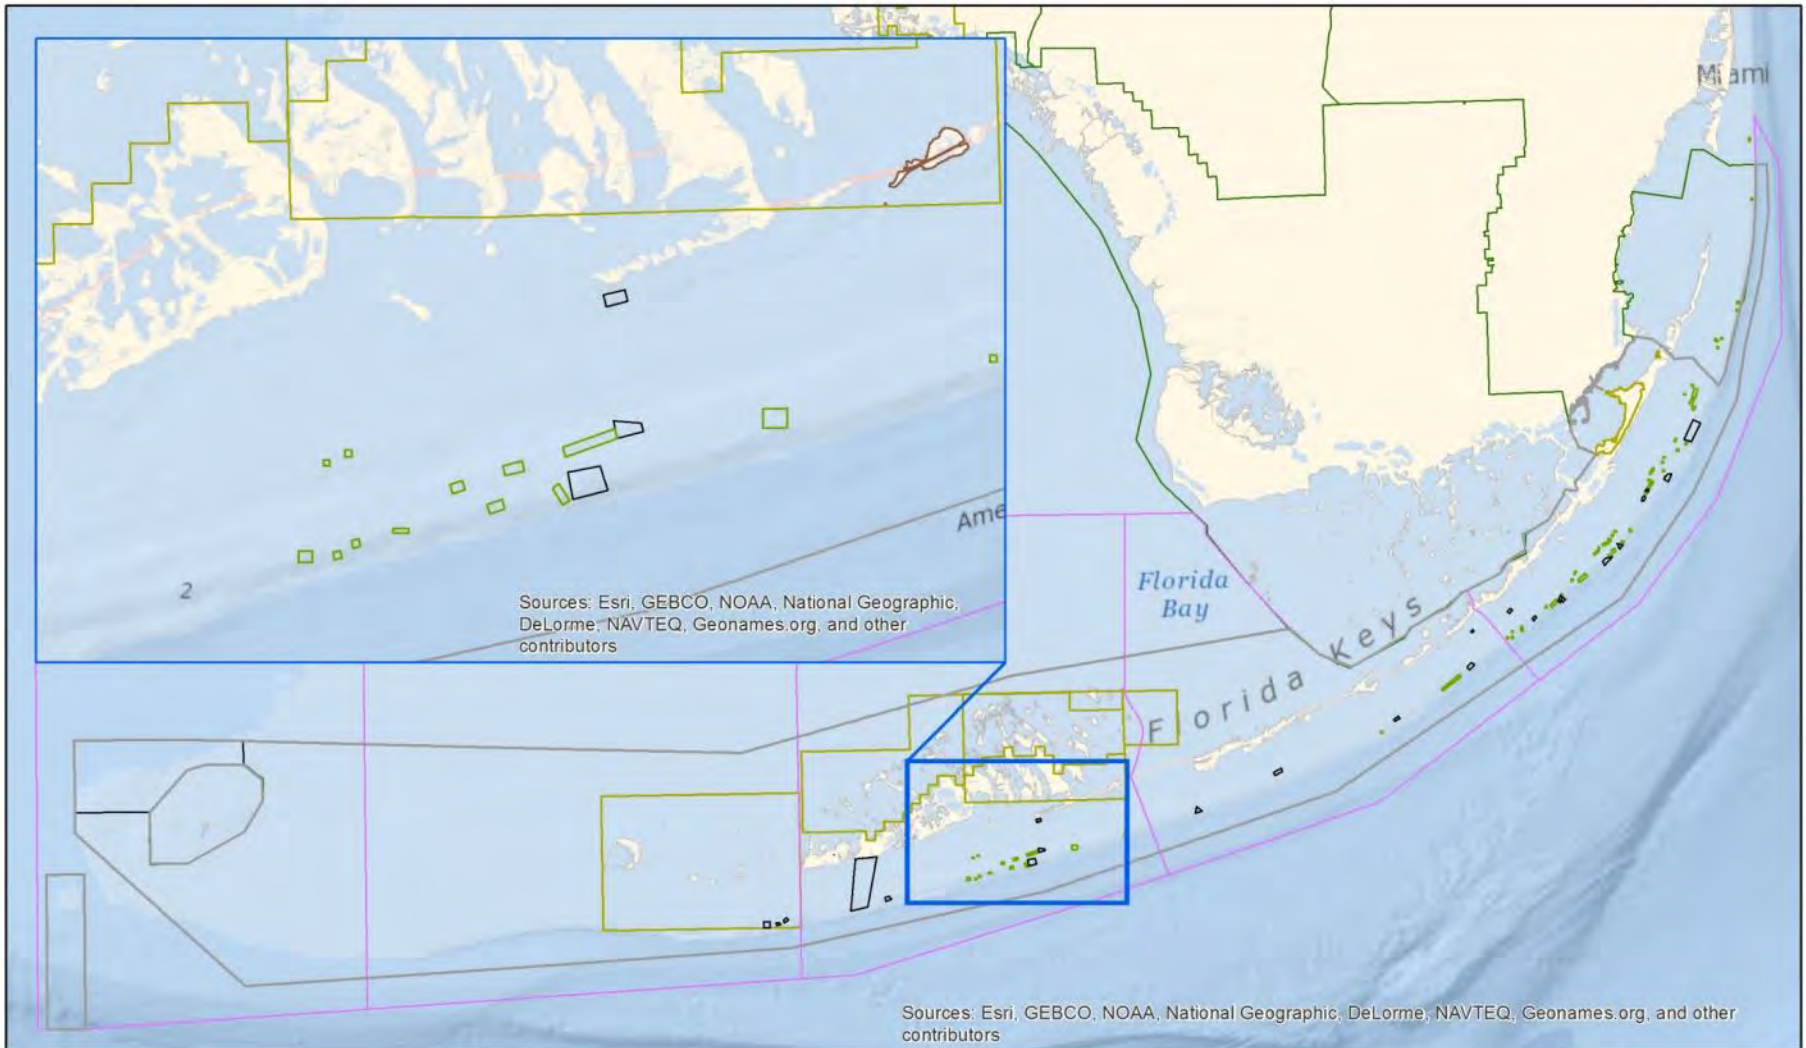 Miami
Ame
2
Sources: Esri, GEBCO, NOAA, National Geographic,
DeLorme, NAVTEQ, Geonames.org, and other
contributors
Florida
Bay
Florida Keys
Sources: Esri, GEBCO, NOAA, National Geographic, DeLorme, NAVTEQ, Geonames.org, and other
contributors